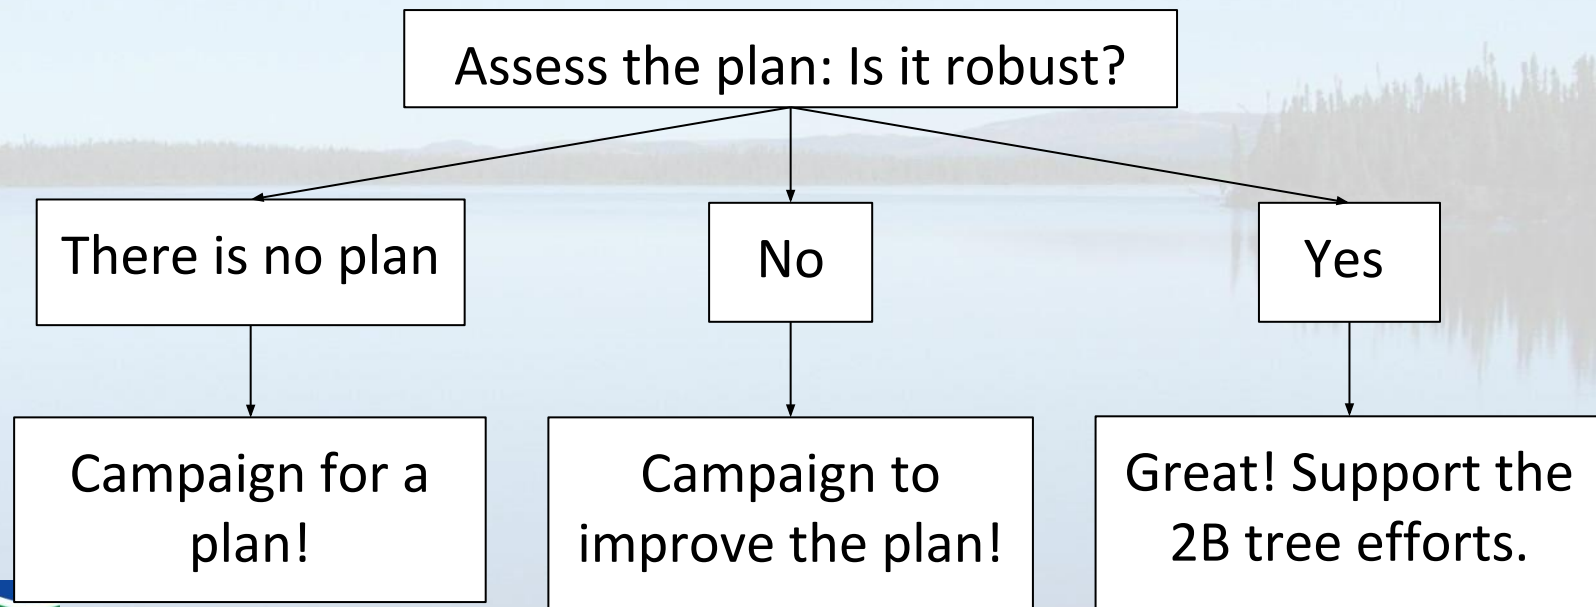 Assess the plan: Is it robust?
There is no plan
No
Yes
Campaign for a
plan!
Campaign to
improve the plan!
Great! Support the
2B tree efforts.